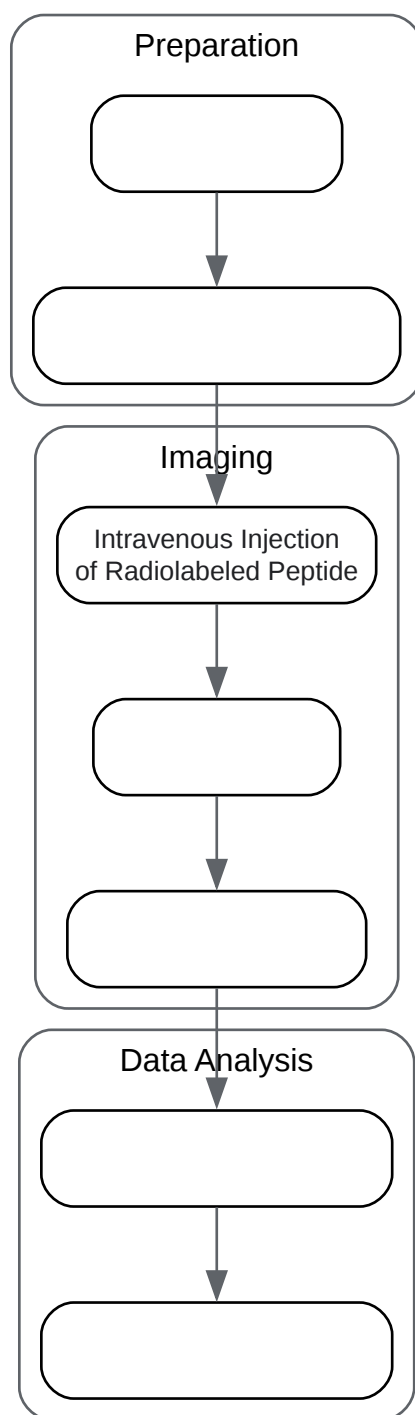 Preparation
Imaging
Intravenous Injection
of Radiolabeled Peptide
Data Analysis